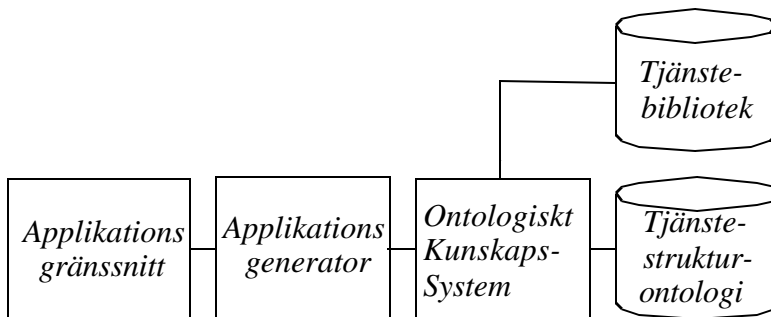 Tjänste-
bibliotek
Applikations
gränssnitt
Applikations
generator
Ontologiskt
Kunskaps-
System
Tjänste-
struktur-
ontologi